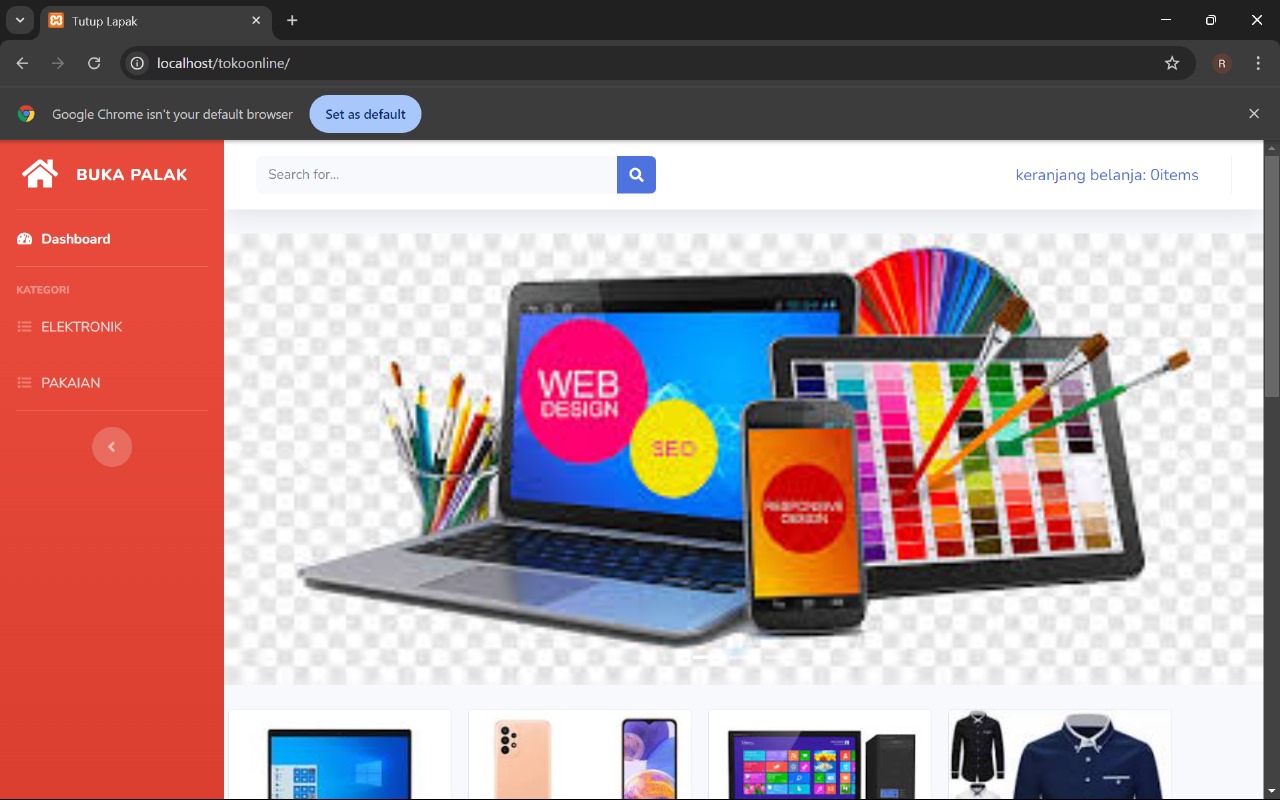 Tutup Lapak
localhost/tokoonline/
R
Google Chrome isn't your default browser
Set as default
BUKA PALAK
Search for...
keranjang belanja: 0items
Dashboard
KATEGORI
ELEKTRONIK
PAKAIAN
WEB
DESIGN
SEO
RESPONSIVE
DESIGN